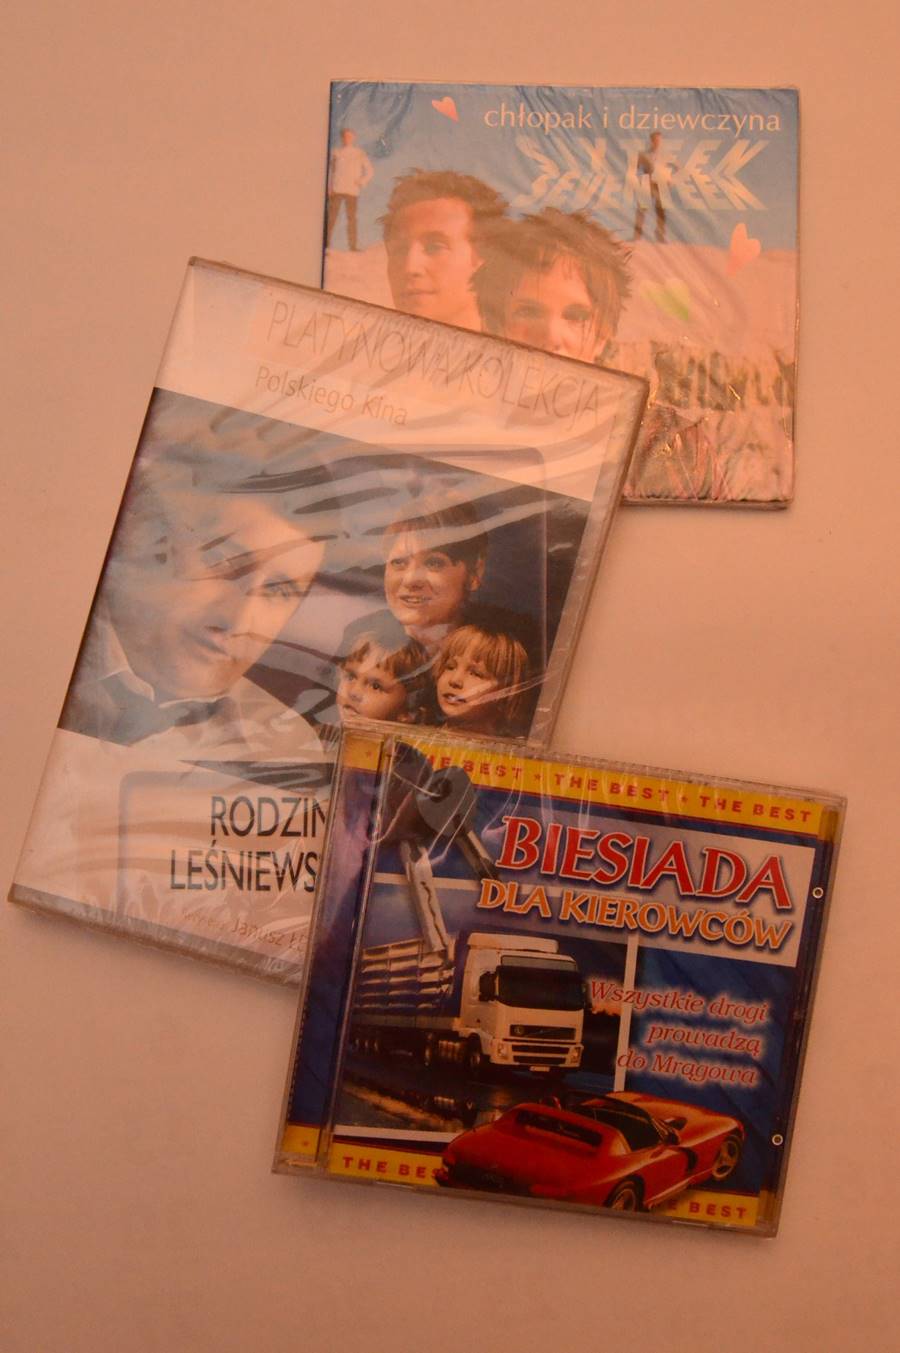 chłopak i dziewczyna
SIXTEEN
SEVENTEEN
PLATYNOWA KOLEKCJA
Polskiego Kina
RODZIN
LEŚNIEWS
Janusz
THE BEST ★ THE BEST ★ THE BEST
BIESIADA
DLA KIEROWCÓW
Wszystkie drogi
prowadzą
do Mrągowa
THE BES
E BEST